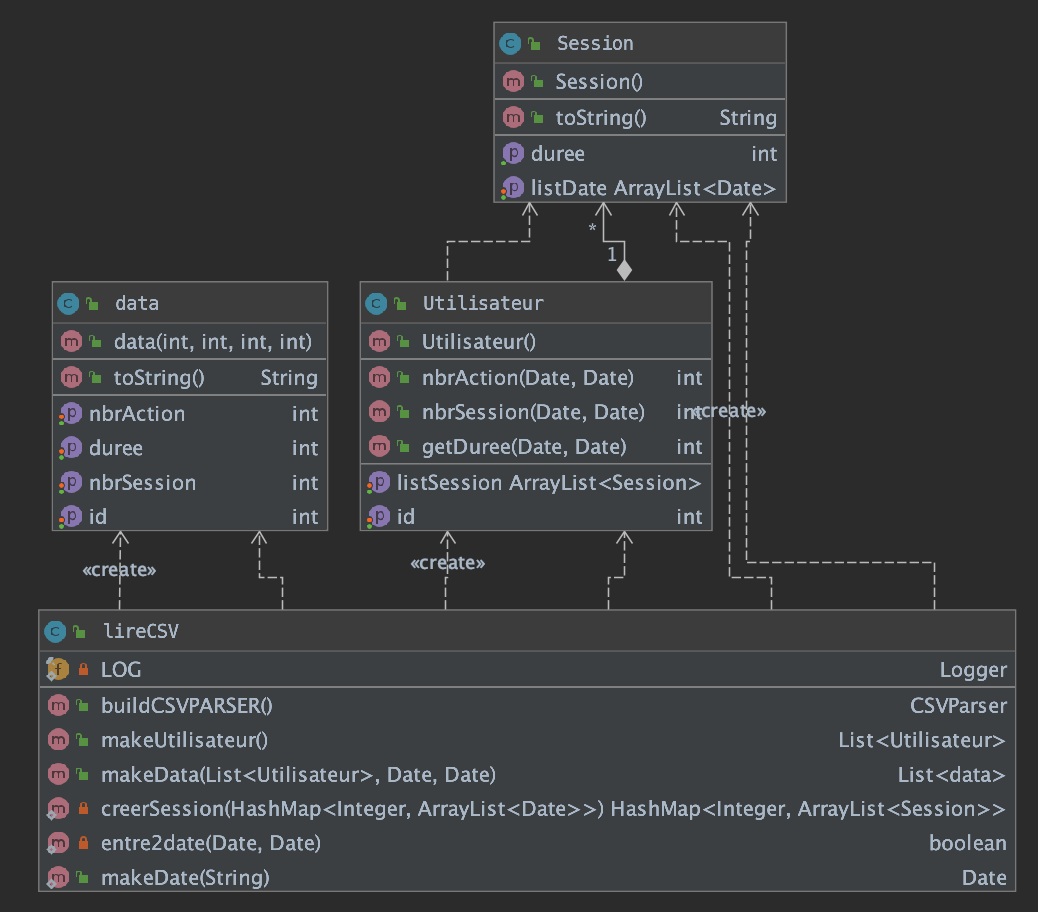 Session
Session()
toString() String
duree int
listDate ArrayList<Date>
*
1
data
data(int, int, int, int)
toString() String
nbrAction int
duree int
nbrSession int
id int
Utilisateur
Utilisateur()
nbrAction(Date, Date) int
nbrSession(Date, Date) int
getDuree(Date, Date) int
listSession ArrayList<Session>
id int
«create»
«create»
«create»
lireCSV
LOG Logger
buildCSVPARSER() CSVParser
makeUtilisateur() List<Utilisateur>
makeData(List<Utilisateur>, Date, Date) List<data>
creerSession(HashMap<Integer, ArrayList<Date>>) HashMap<Integer, ArrayList<Session>>
entre2date(Date, Date) boolean
makeDate(String) Date